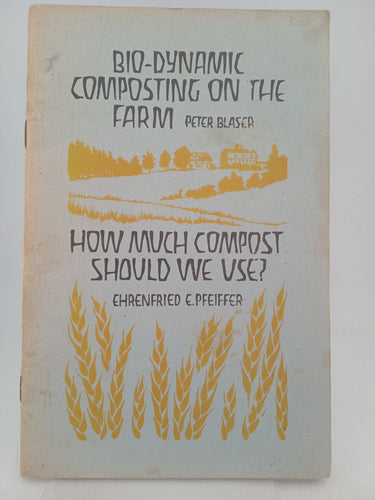 BIO-DYNAMIC
COMPOSTING ON THE
FARM PETER BLASER
HOW MUCH COMPOST
SHOULD WE USE?
EHRENFRIED E. PFEIFFER